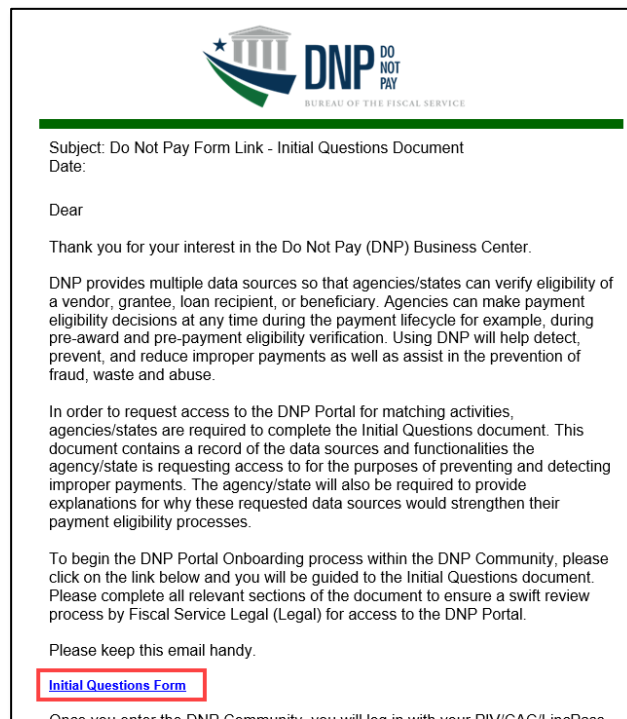 DNP DO
NOT
PAY
BUREAU OF THE FISCAL SERVICE
Subject: Do Not Pay Form Link - Initial Questions Document
Date:
Dear
Thank you for your interest in the Do Not Pay (DNP) Business Center.
DNP provides multiple data sources so that agencies/states can verify eligibility of
a vendor, grantee, loan recipient, or beneficiary. Agencies can make payment
eligibility decisions at any time during the payment lifecycle for example, during
pre-award and pre-payment eligibility verification. Using DNP will help detect,
prevent, and reduce improper payments as well as assist in the prevention of
fraud, waste and abuse.
In order to request access to the DNP Portal for matching activities,
agencies/states are required to complete the Initial Questions document. This
document contains a record of the data sources and functionalities the
agency/state is requesting access to for the purposes of preventing and detecting
improper payments. The agency/state will also be required to provide
explanations for why these requested data sources would strengthen their
payment eligibility processes.
To begin the DNP Portal Onboarding process within the DNP Community, please
click on the link below and you will be guided to the Initial Questions document.
Please complete all relevant sections of the document to ensure a swift review
process by Fiscal Service Legal (Legal) for access to the DNP Portal.
Please keep this email handy.
Initial Questions Form
Once you enter the DNP Community, you will log in with your PIV/CAC/LincPass